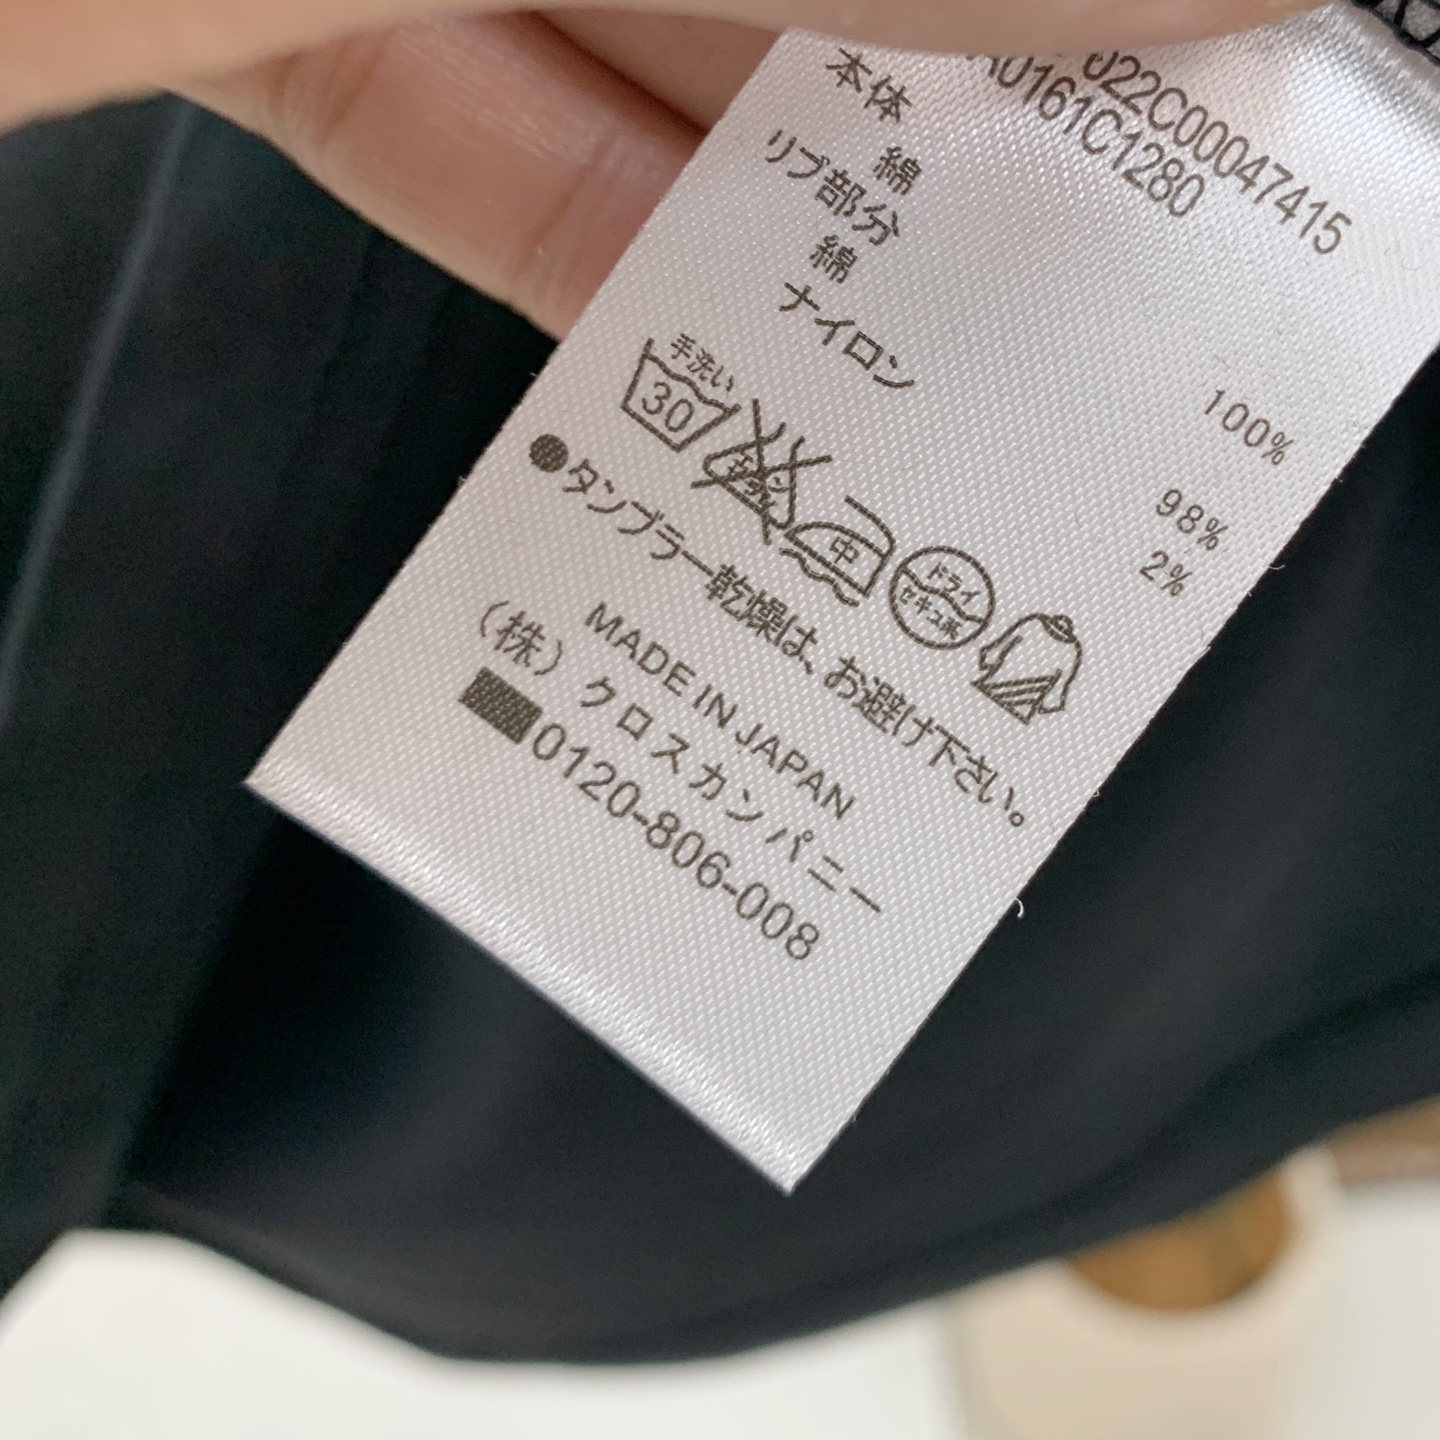 022C00047415
A0161C1280
本体
綿 100%
リブ部分
綿 98%
ナイロン 2%
手洗い
30
エンソ
中
ドライ
セキユ系
●タンブラー乾燥は、お避け下さい。
MADE IN JAPAN
（株）クロスカンパニー
0120-806-008